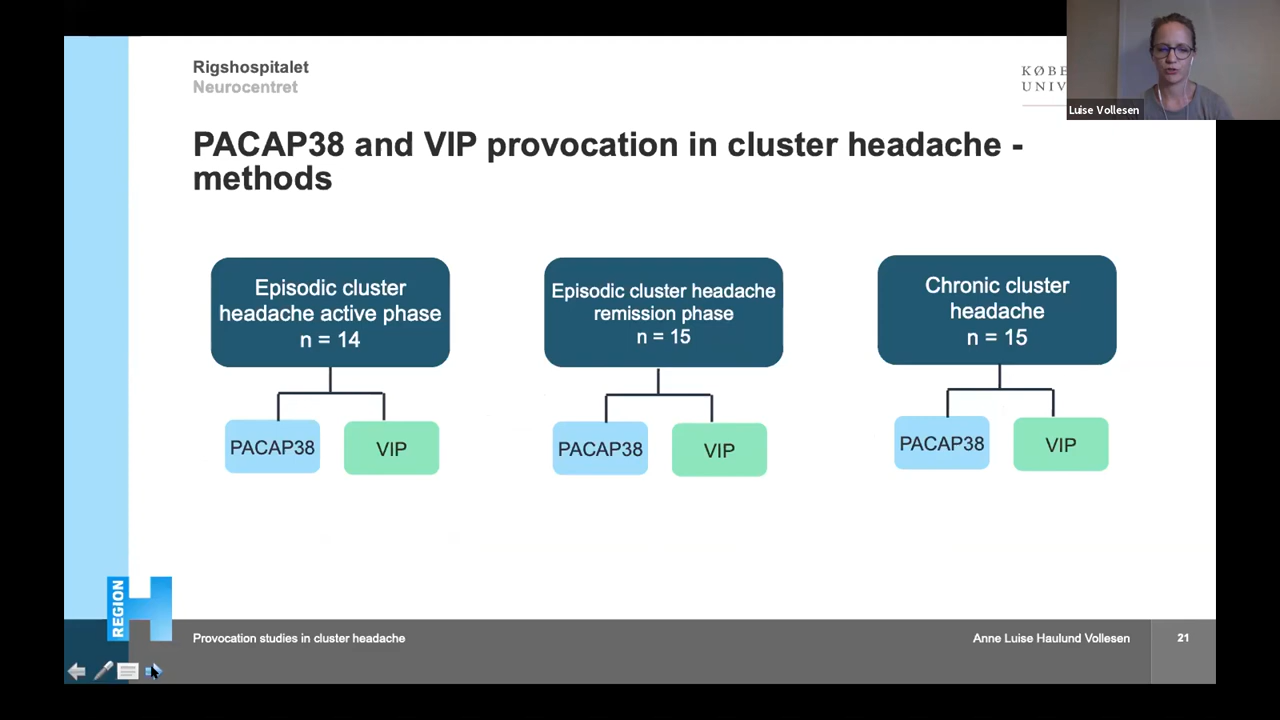 Rigshospitalet
Neurocentret
KØBE
UNIV
Luise Vollesen
PACAP38 and VIP provocation in cluster headache -
methods
Episodic cluster
headache active phase
n = 14
PACAP38
VIP
Episodic cluster headache
remission phase
n = 15
PACAP38
VIP
Chronic cluster
headache
n = 15
PACAP38
VIP
REGION
Provocation studies in cluster headache
Anne Luise Haulund Vollesen
21